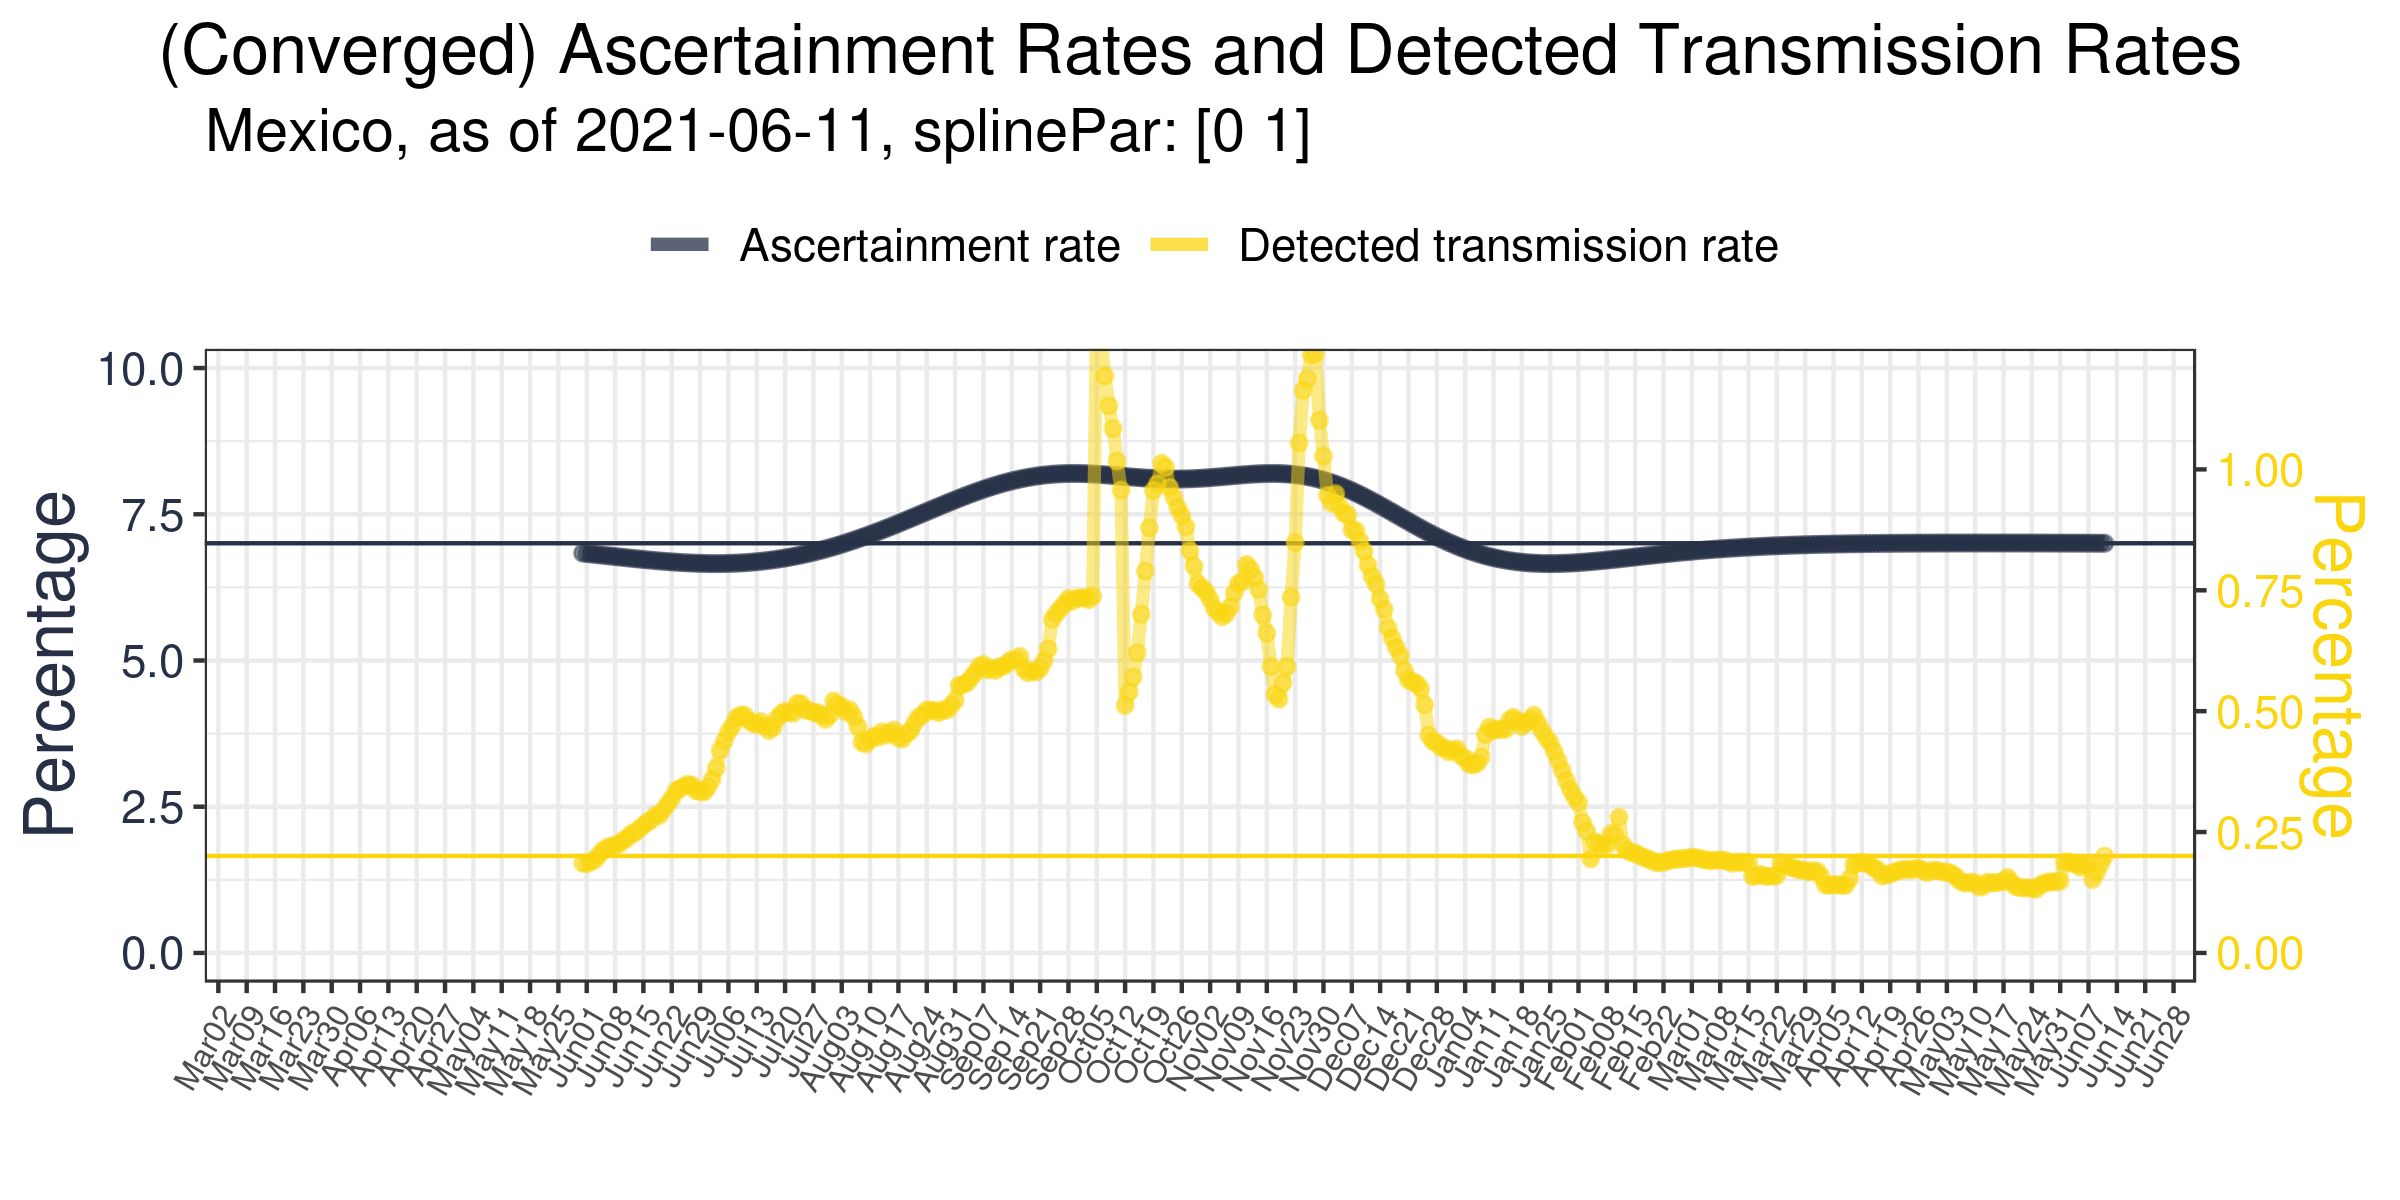 (Converged) Ascertainment Rates and Detected Transmission Rates
Mexico, as of 2021-06-11, splinePar: [0 1]
Ascertainment rate
Detected transmission rate
Percentage
10.0
7.5
5.0
2.5
0.0
1.00
0.75
0.50
0.25
0.00
Percentage
Mar02
Mar09
Mar16
Mar23
Mar30
Apr06
Apr13
Apr20
Apr27
May04
May11
May18
May25
Jun01
Jun08
Jun15
Jun22
Jun29
Jul06
Jul13
Jul20
Jul27
Aug03
Aug10
Aug17
Aug24
Aug31
Sep07
Sep14
Sep21
Sep28
Oct05
Oct12
Oct19
Oct26
Nov02
Nov09
Nov16
Nov23
Nov30
Dec07
Dec14
Dec21
Dec28
Jan04
Jan11
Jan18
Jan25
Feb01
Feb08
Feb15
Feb22
Mar01
Mar08
Mar15
Mar22
Mar29
Apr05
Apr12
Apr19
Apr26
May03
May10
May17
May24
May31
Jun07
Jun14
Jun21
Jun28